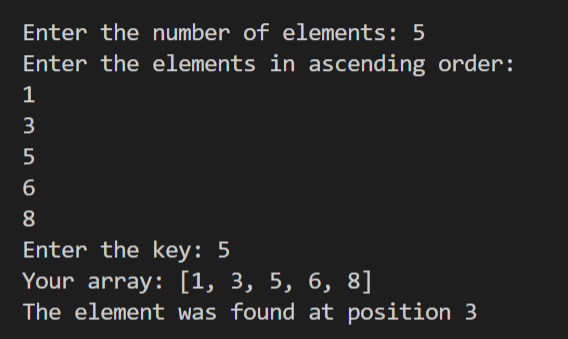 Enter the number of elements: 5
Enter the elements in ascending order:
1
3
5
6
8
Enter the key: 5
Your array: [1, 3, 5, 6, 8]
The element was found at position 3